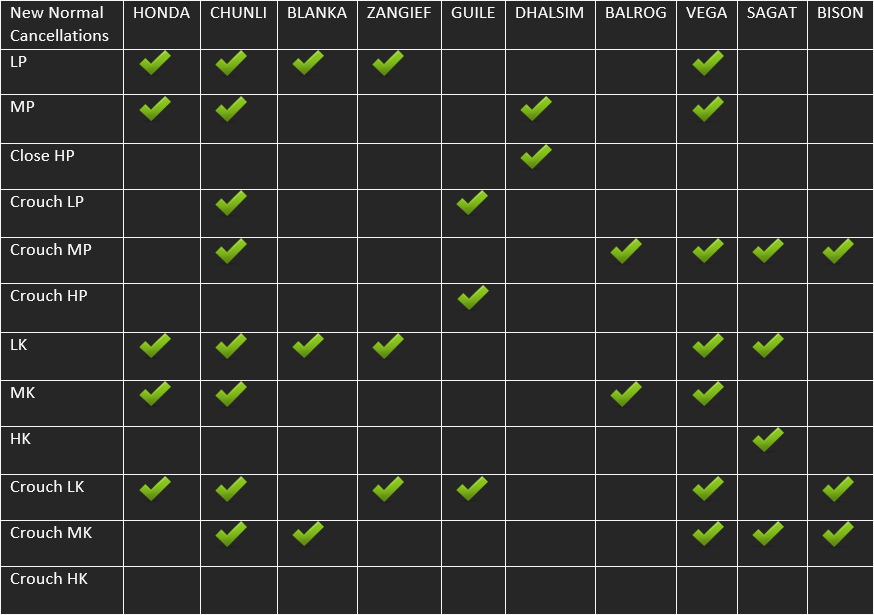 New Normal HONDA CHUNLI BLANKA ZANGIEF GUILE DHALSIM BALROG VEGA SAGAT BISON
Cancellations
LP
MP
Close HP
Crouch LP
Crouch MP
Crouch HP
LK
MK
HK
Crouch LK
Crouch MK
Crouch HK